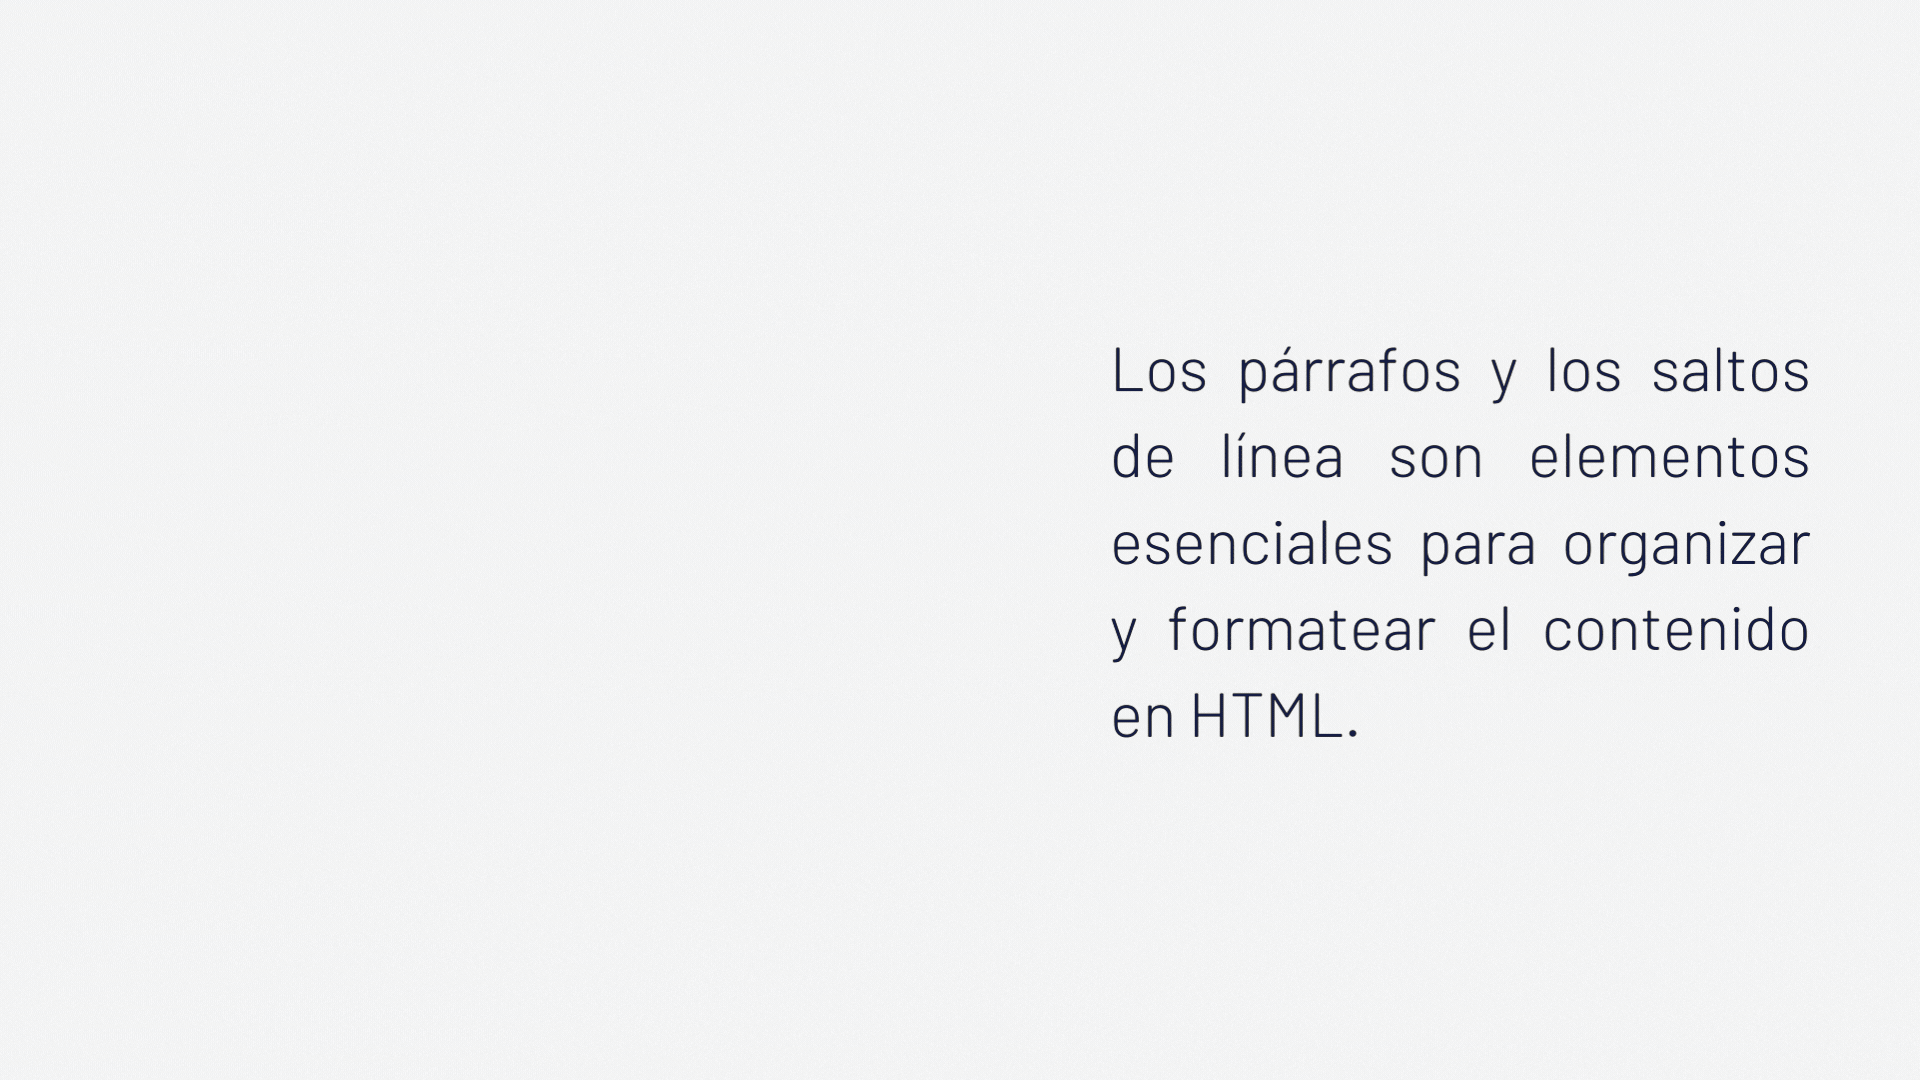 Los párrafos y los saltos
de línea son elementos
esenciales para organizar
y formatear el contenido
en HTML.